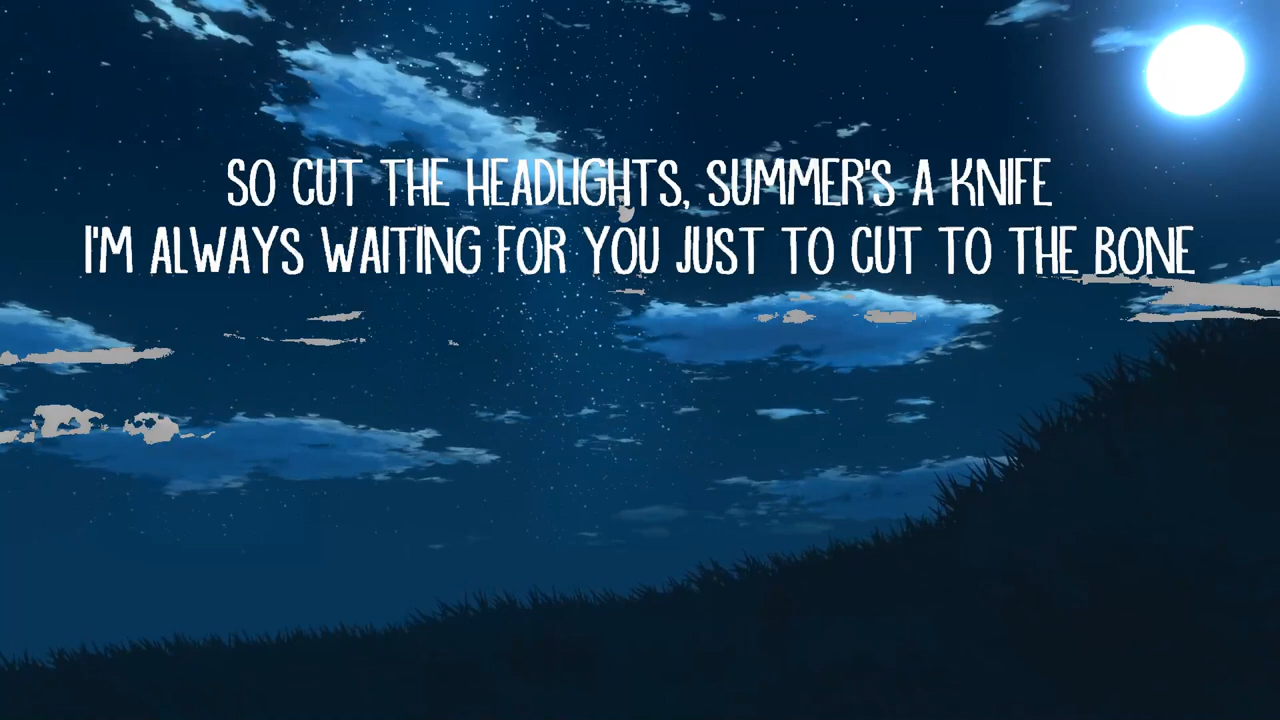 SO CUT THE HEADLIGHTS, SUMMER'S A KNIFE
I'M ALWAYS WAITING FOR YOU JUST TO CUT TO THE BONE